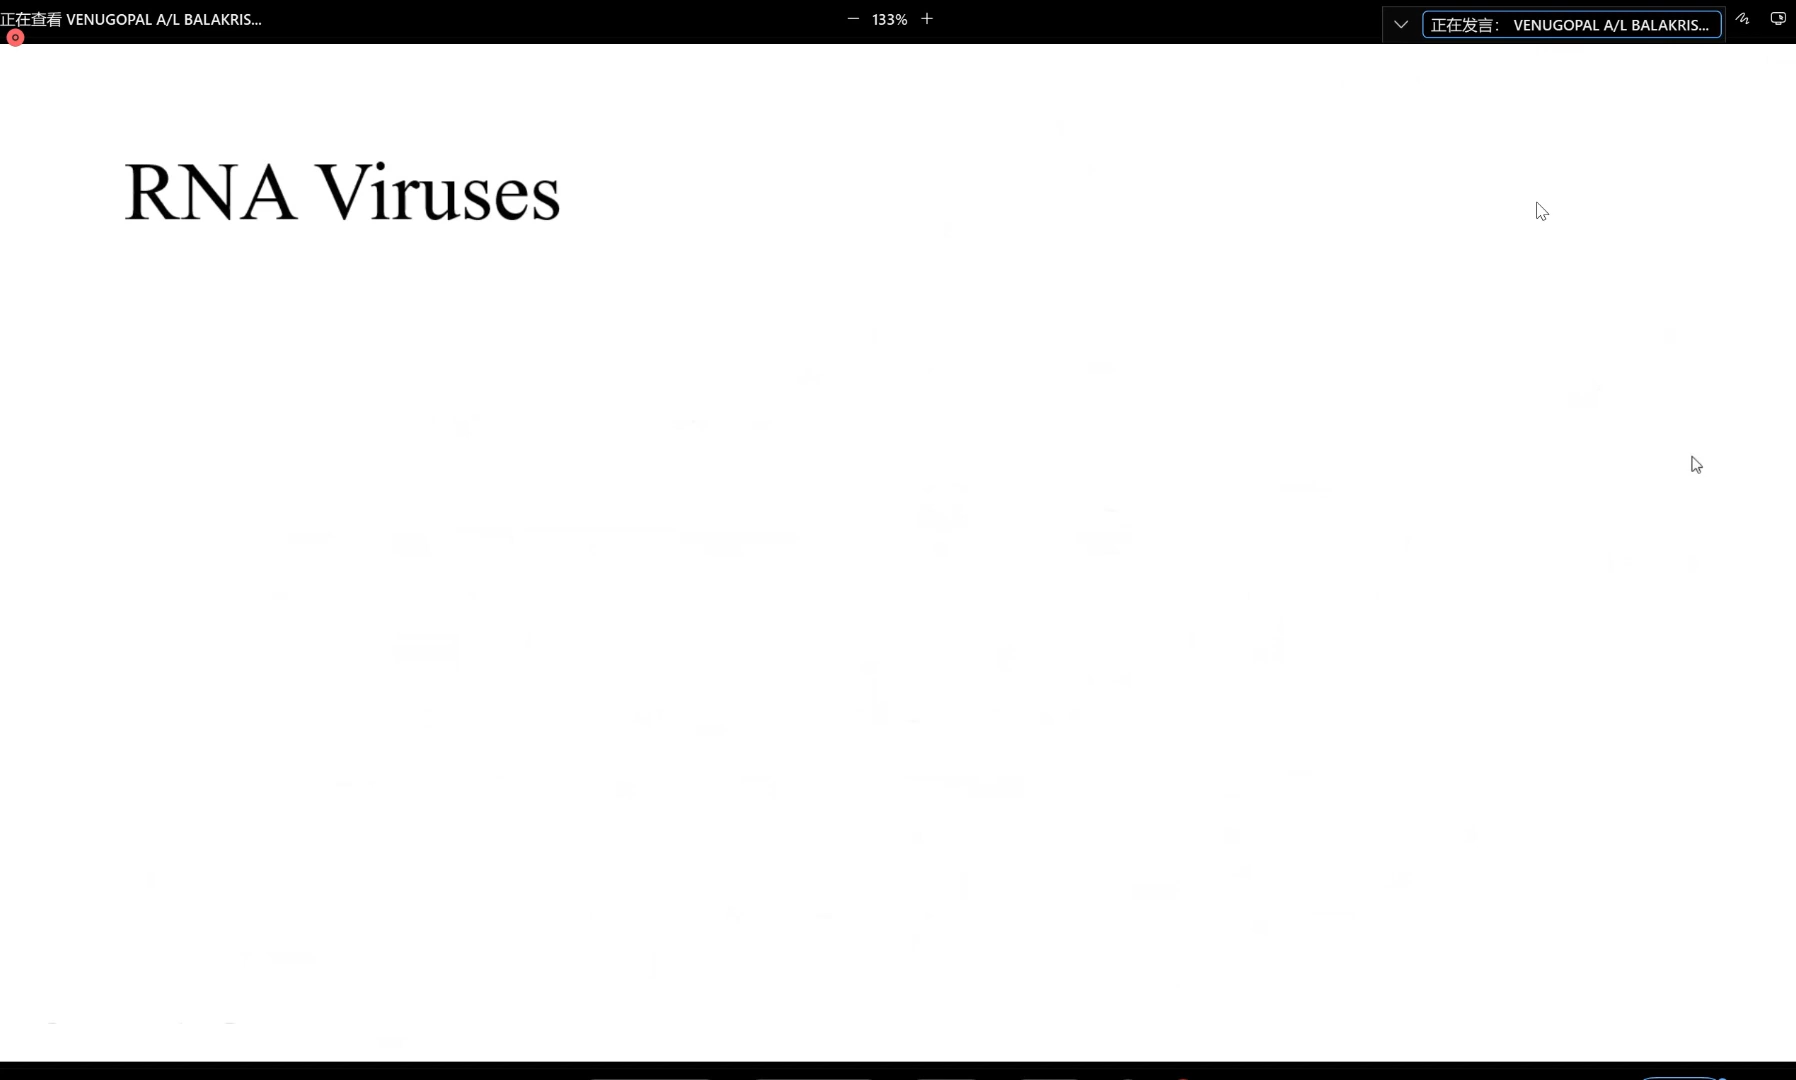 正在查看 VENUGOPAL A/L BALAKRIS...
133%
正在发言： VENUGOPAL A/L BALAKRIS...
RNA Viruses